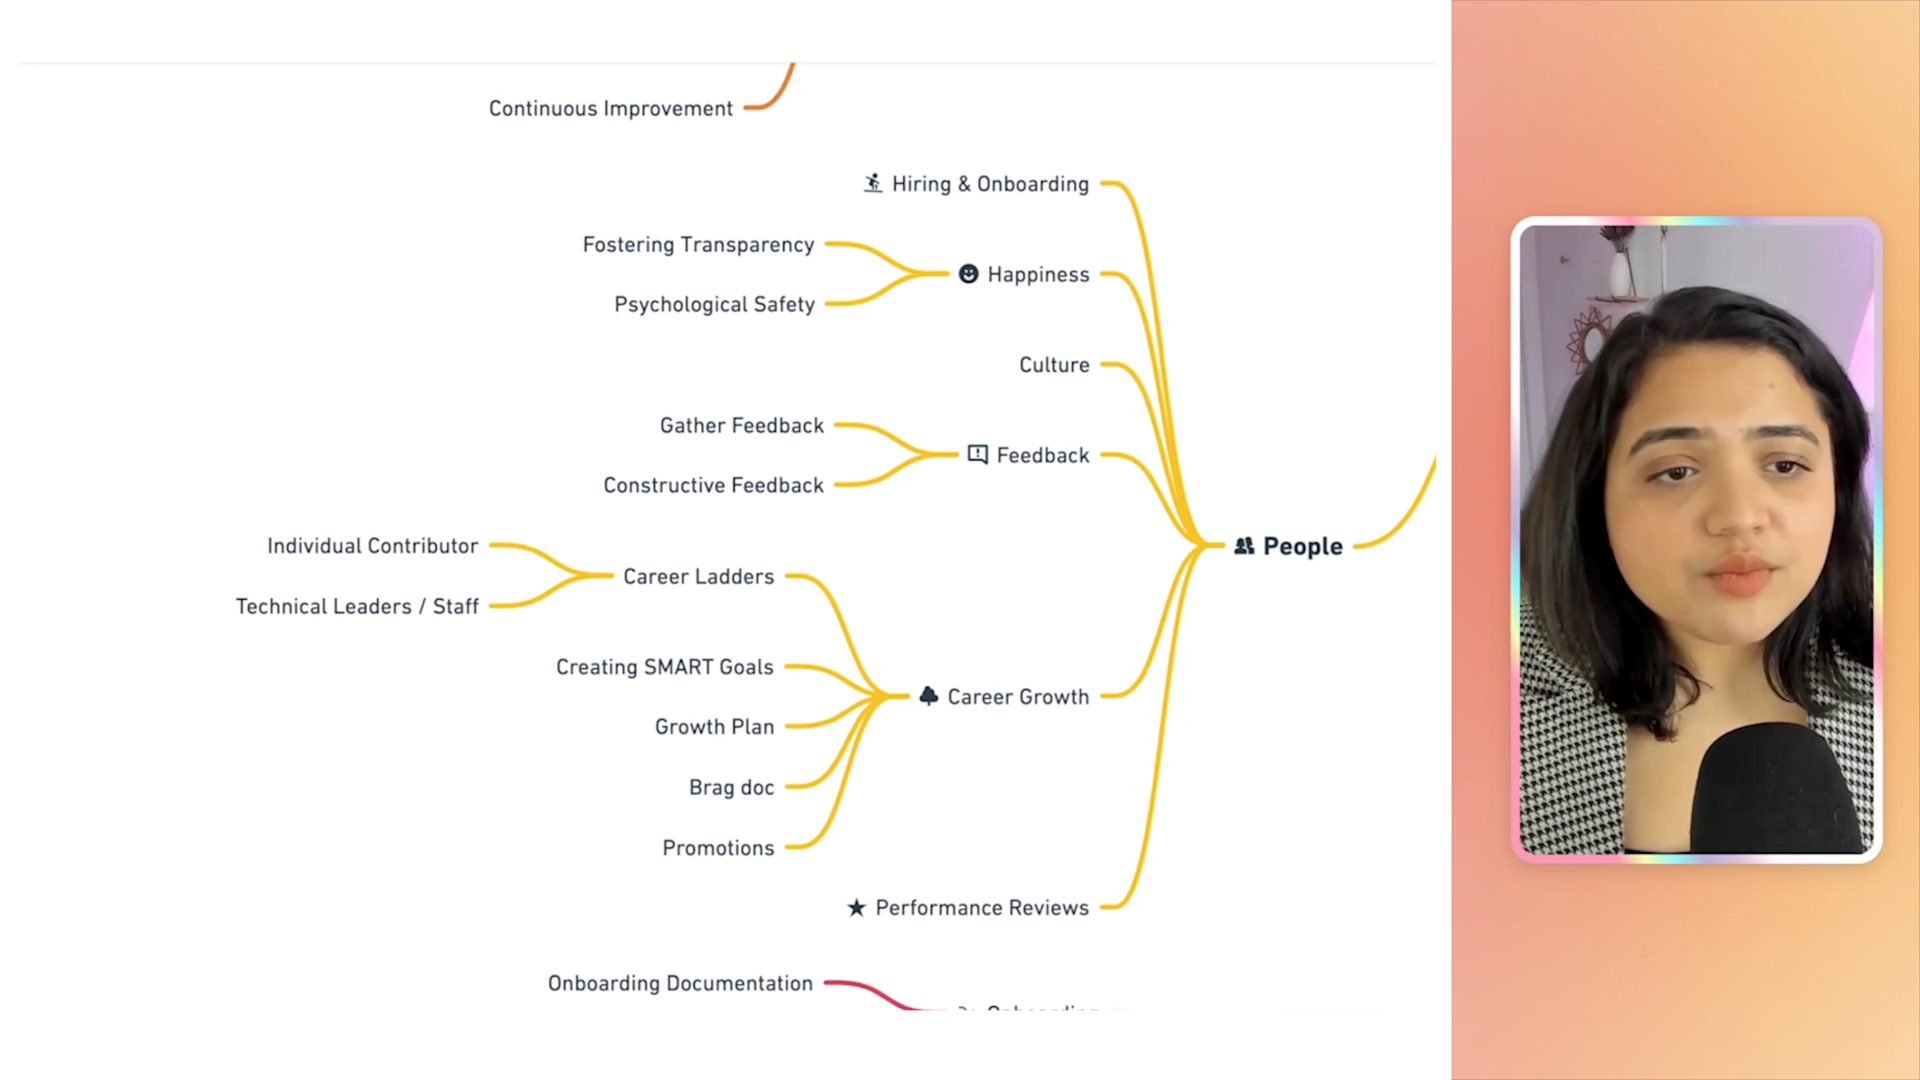 Continuous Improvement
Hiring & Onboarding
Fostering Transparency
Happiness
Psychological Safety
Culture
Gather Feedback
Feedback
Constructive Feedback
Individual Contributor
People
Career Ladders
Technical Leaders / Staff
Creating SMART Goals
Career Growth
Growth Plan
Brag doc
Promotions
Performance Reviews
Onboarding Documentation
Onboarding